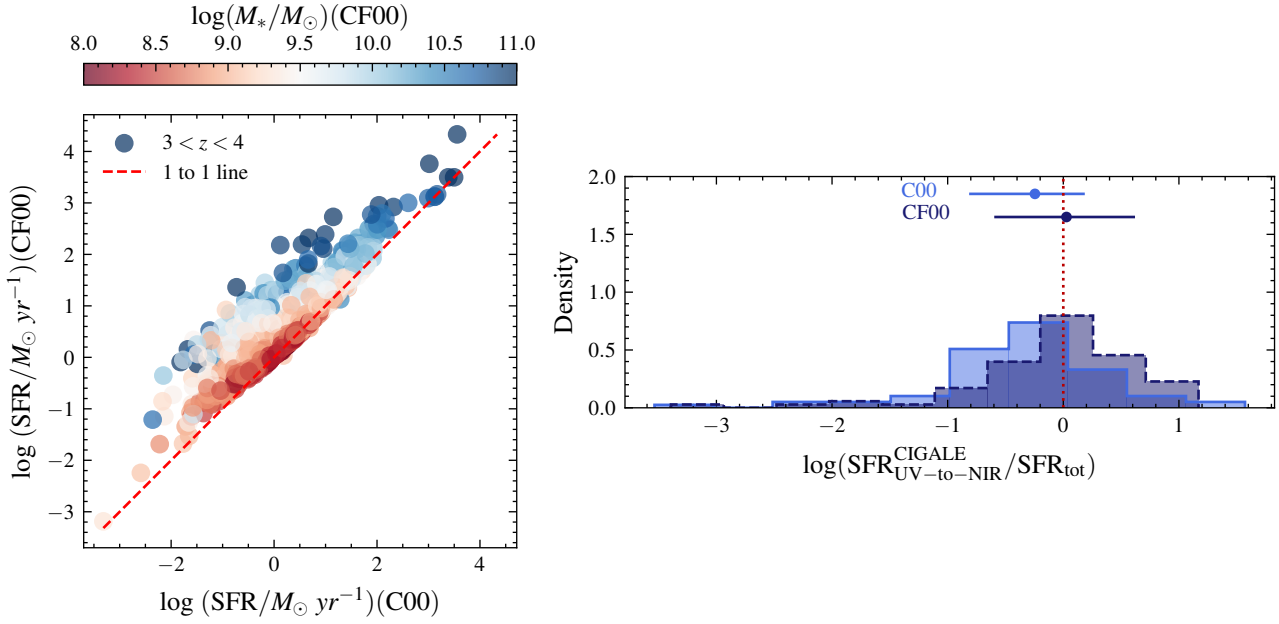 log(M*/M⊙)(CF00)
8.0 8.5 9.0 9.5 10.0 10.5 11.0
3 < z < 4
1 to 1 line
log (SFR/M⊙ yr⁻¹)(CF00)
4
3
2
1
0
−1
−2
−3
−2 0 2 4
log (SFR/M⊙ yr⁻¹)(C00)
C00
CF00
Density
2.0
1.5
1.0
0.5
0.0
−3 −2 −1 0 1
log(SFR^CIGALE_UV−to−NIR/SFR_tot)